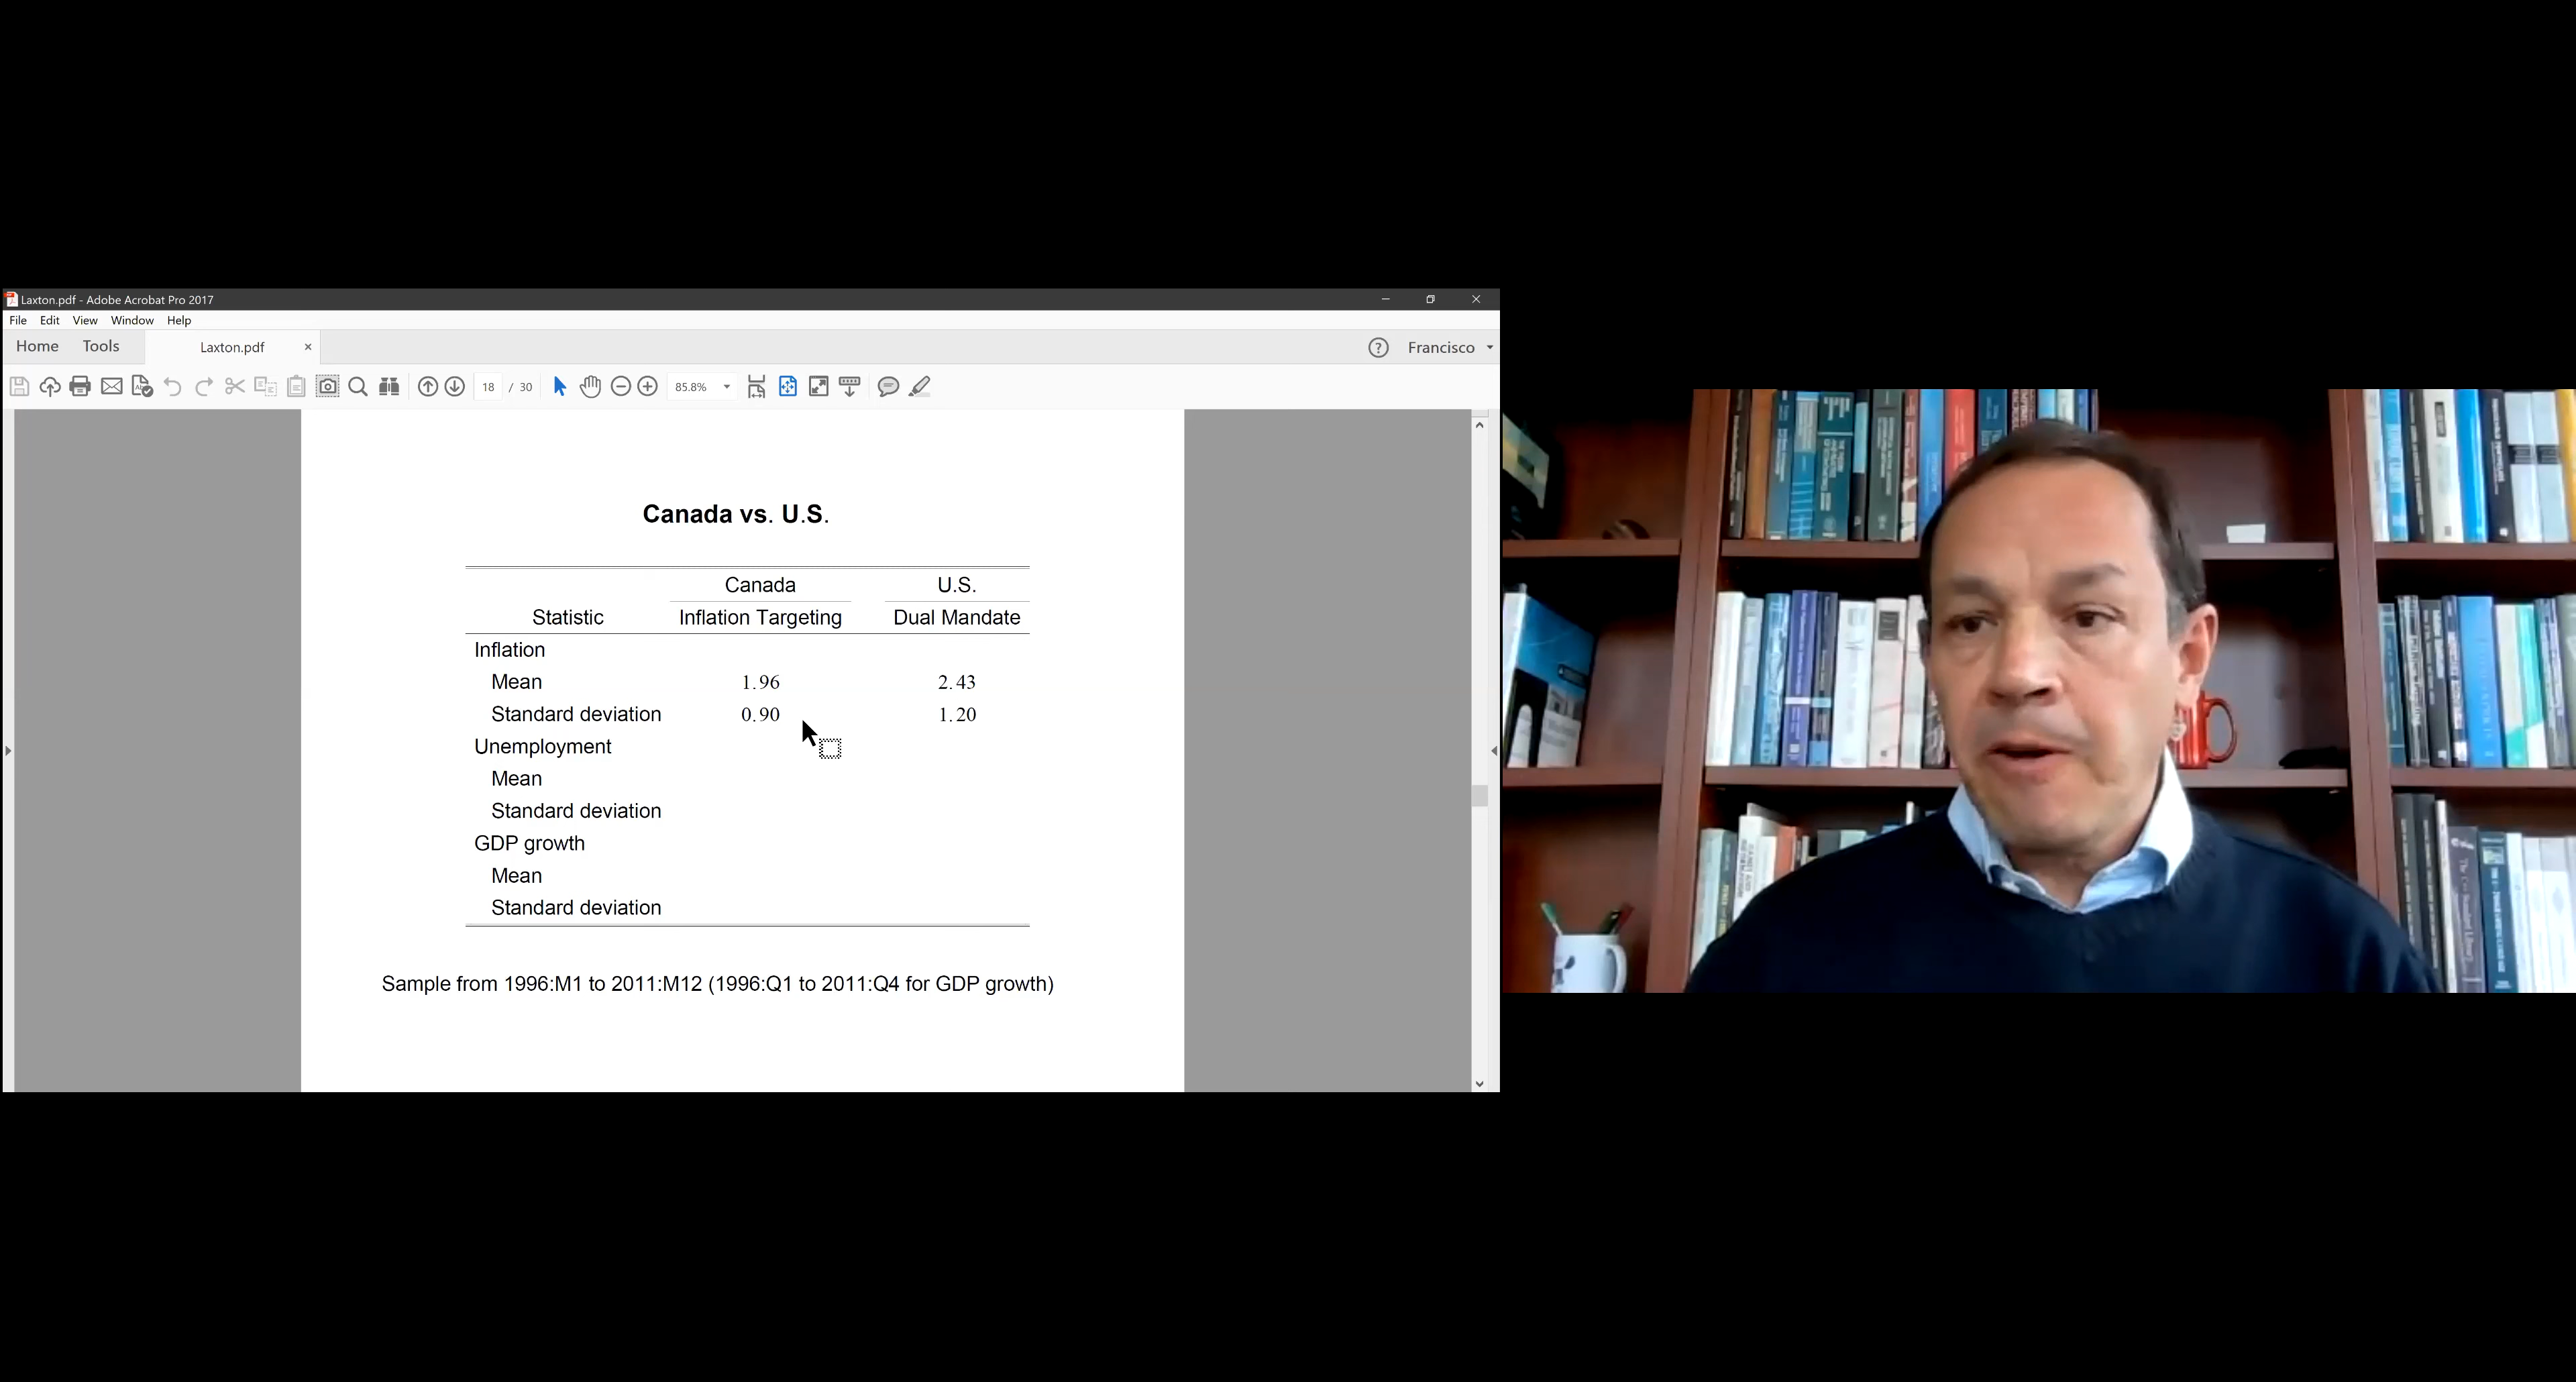 Laxton.pdf - Adobe Acrobat Pro 2017
File Edit View Window Help
Home Tools Laxton.pdf Francisco
18 / 30 85.8%
Canada vs. U.S.
Canada U.S.
Statistic Inflation Targeting Dual Mandate
Inflation
Mean 1.96 2.43
Standard deviation 0.90 1.20
Unemployment
Mean
Standard deviation
GDP growth
Mean
Standard deviation
Sample from 1996:M1 to 2011:M12 (1996:Q1 to 2011:Q4 for GDP growth)